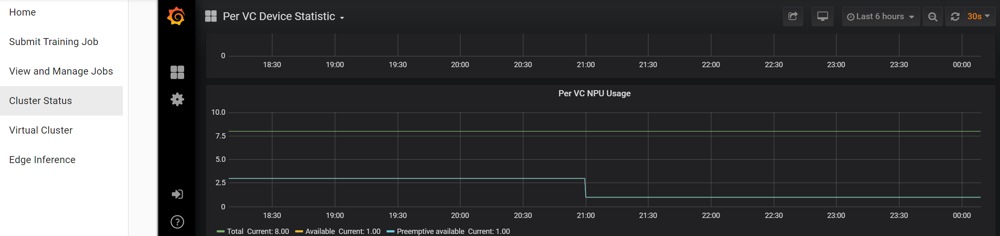 Home
Submit Training Job
View and Manage Jobs
Cluster Status
Virtual Cluster
Edge Inference
Per VC Device Statistic
Last 6 hours
30s
0
18:30 19:00 19:30 20:00 20:30 21:00 21:30 22:00 22:30 23:00 23:30 00:00
Per VC NPU Usage
10.0
7.5
5.0
2.5
0
18:30 19:00 19:30 20:00 20:30 21:00 21:30 22:00 22:30 23:00 23:30 00:00
Total Current: 8.00 Available Current: 1.00 Preemptive available Current: 1.00